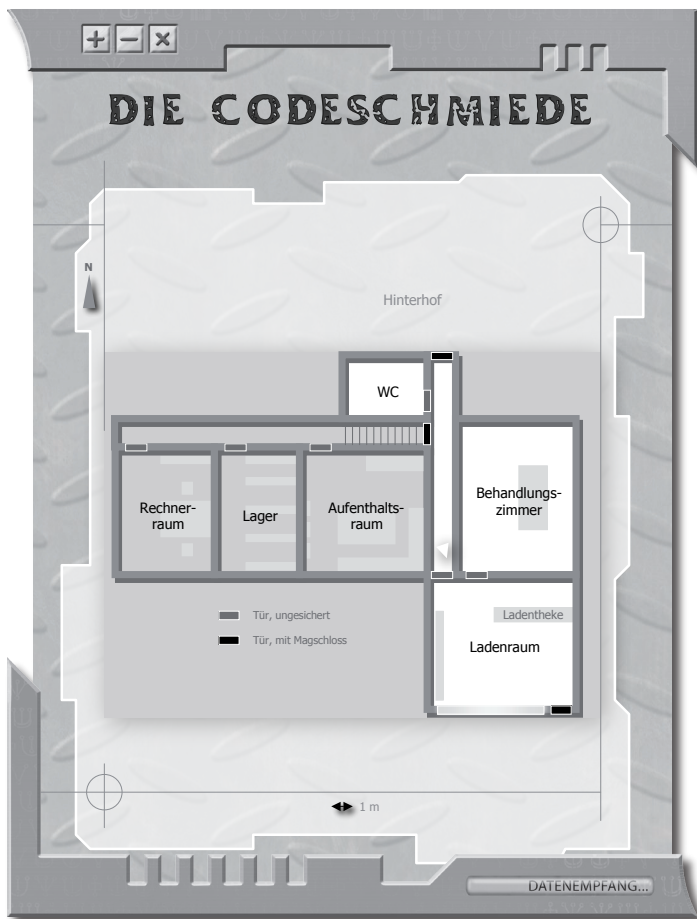 DIE CODESCHMIEDE
N
Hinterhof
WC
Rechner-
raum
Lager
Aufenthalts-
raum
Behandlungs-
zimmer
Tür, ungesichert
Tür, mit Magschloss
Ladentheke
Ladenraum
1 m
DATENEMPFANG...